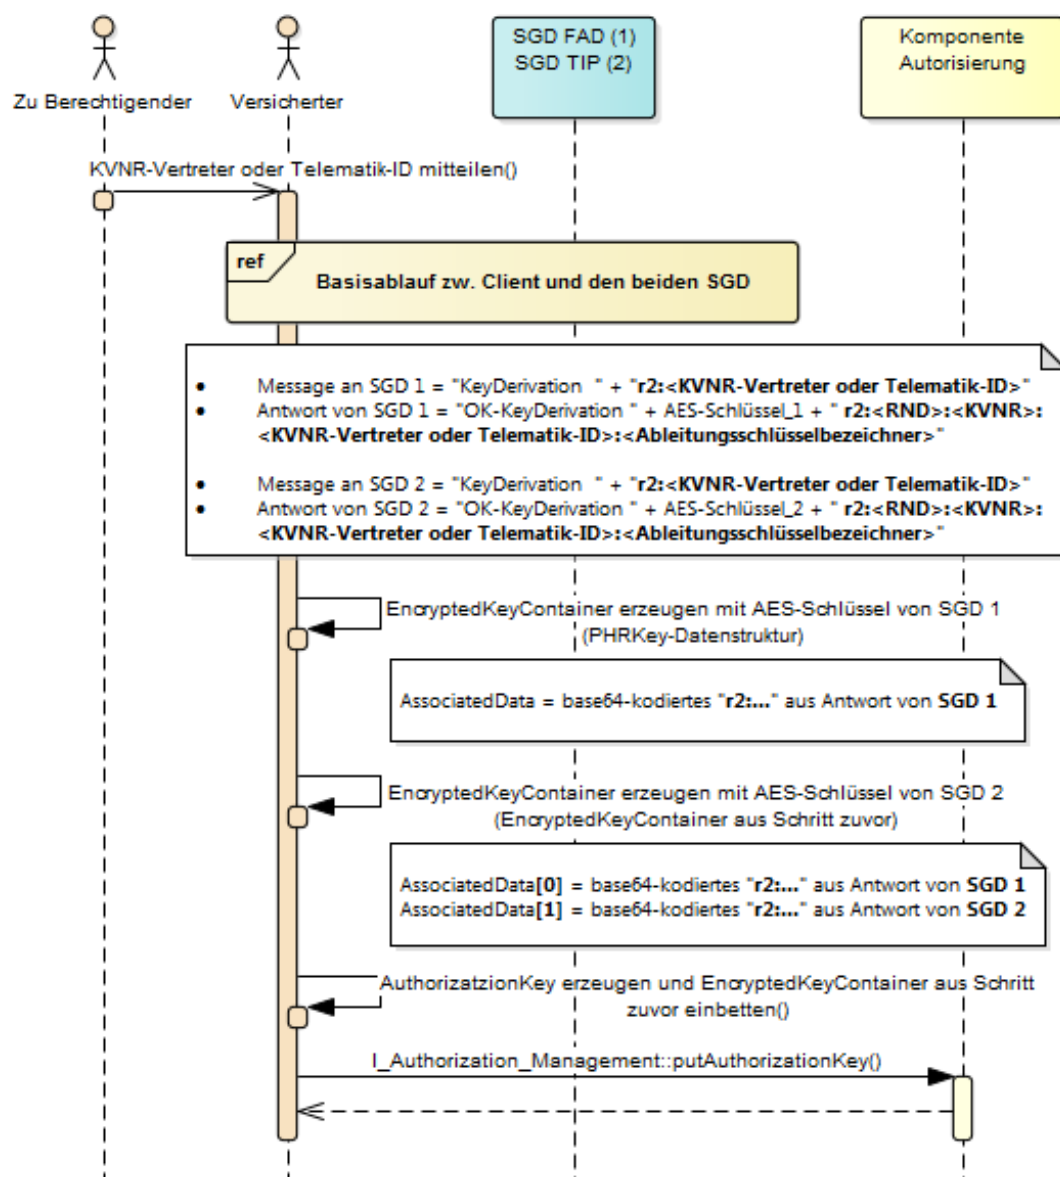 SGD FAD (1)
SGD TIP (2)
Komponente
Autorisierung
Zu Berechtigender
Versicherter
KVNR-Vertreter oder Telematik-ID mitteilen()
ref
Basisablauf zw. Client und den beiden SGD
• Message an SGD 1 = "KeyDerivation " + "r2:<KVNR-Vertreter oder Telematik-ID>"
• Antwort von SGD 1 = "OK-KeyDerivation " + AES-Schlüssel_1 + " r2:<RND>:<KVNR>:
<KVNR-Vertreter oder Telematik-ID>:<Ableitungsschlüsselbezeichner>"
• Message an SGD 2 = "KeyDerivation " + "r2:<KVNR-Vertreter oder Telematik-ID>"
• Antwort von SGD 2 = "OK-KeyDerivation " + AES-Schlüssel_2 + " r2:<RND>:<KVNR>:
<KVNR-Vertreter oder Telematik-ID>:<Ableitungsschlüsselbezeichner>"
EncryptedKeyContainer erzeugen mit AES-Schlüssel von SGD 1
(PHRKey-Datenstruktur)
AssociatedData = base64-kodiertes "r2:..." aus Antwort von SGD 1
EncryptedKeyContainer erzeugen mit AES-Schlüssel von SGD 2
(EncryptedKeyContainer aus Schritt zuvor)
AssociatedData[0] = base64-kodiertes "r2:..." aus Antwort von SGD 1
AssociatedData[1] = base64-kodiertes "r2:..." aus Antwort von SGD 2
AuthorizatzionKey erzeugen und EncryptedKeyContainer aus Schritt
zuvor einbetten()
I_Authorization_Management::putAuthorizationKey()